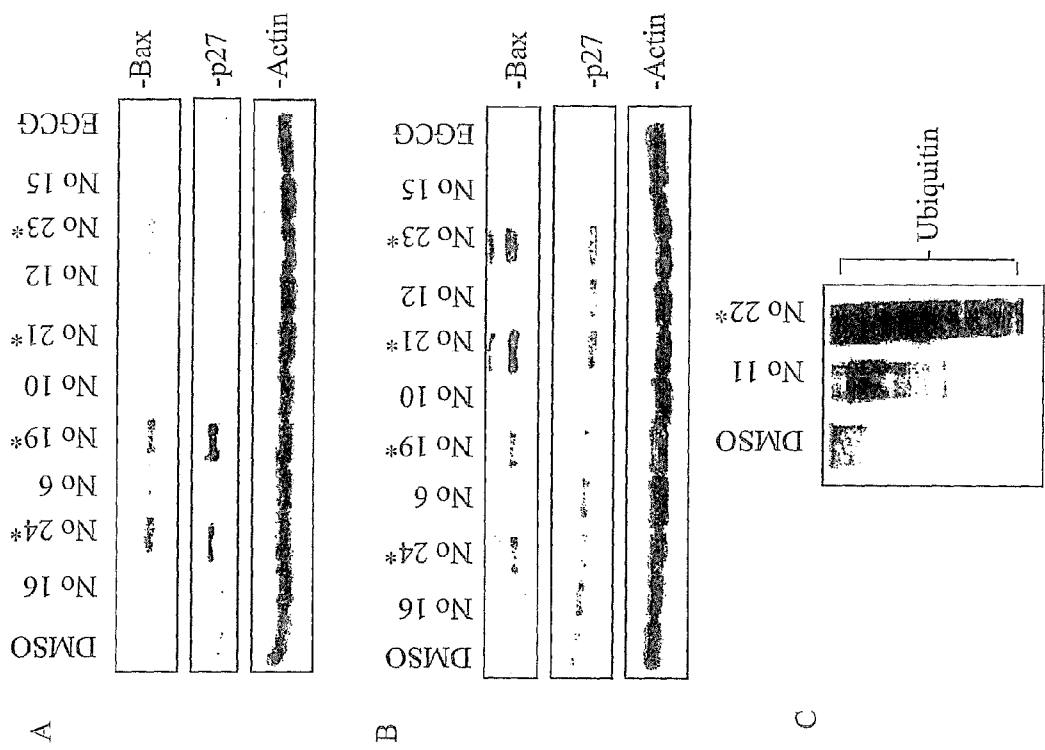 A
DMSO
No 16
No 24*
No 6
No 19*
No 10
No 21*
No 12
No 23*
No 15
EGCG
-Bax
-p27
-Actin
B
DMSO
No 16
No 24*
No 6
No 19*
No 10
No 21*
No 12
No 23*
No 15
EGCG
-Bax
-p27
-Actin
C
DMSO
No 11
No 22*
Ubiquitin